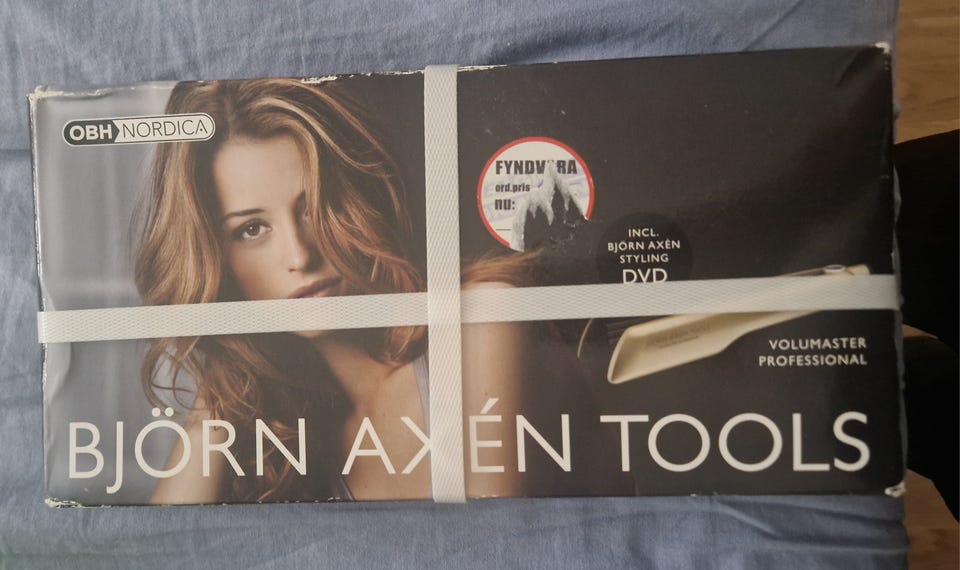 OBH NORDICA
FYNDVARA
ord.pris
nu:
INCL.
BJÖRN AXÉN
STYLING
DVD
VOLUMASTER
PROFESSIONAL
BJÖRN AXÉN TOOLS